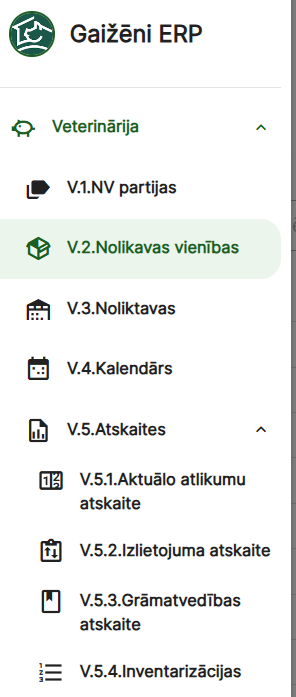 Gaižēni ERP
Veterinārija
V.1.NV partijas
V.2.Nolikavas vienības
V.3.Noliktavas
V.4.Kalendārs
V.5.Atskaites
V.5.1.Aktuālo atlikumu
atskaite
V.5.2.Izlietojuma atskaite
V.5.3.Grāmatvedības
atskaite
V.5.4.Inventarizācijas